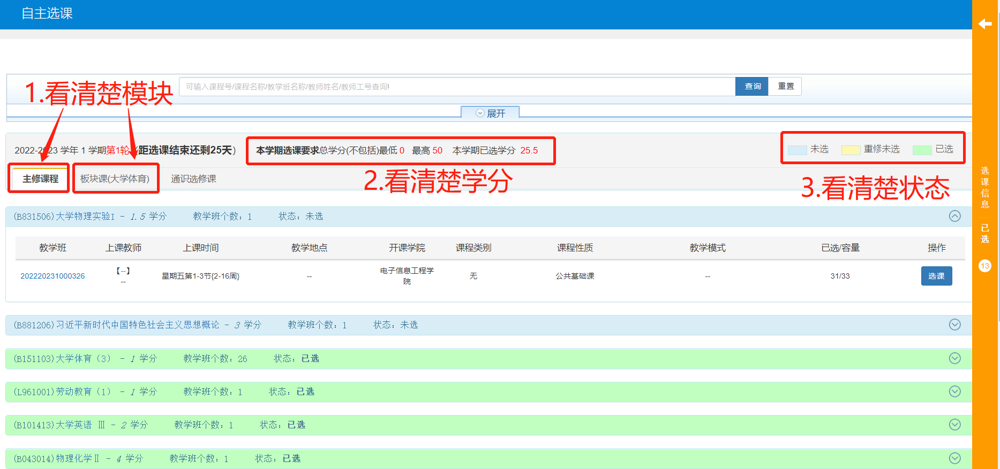 自主选课
1.看清楚模块
可输入课程号/课程名称/教学班名称/教师姓名/教师工号查询!
查询
重置
展开
2022-2023 学年 1 学期第1轮 (距选课结束还剩25天)
本学期选课要求总学分(不包括)最低 0 最高 50 本学期已选学分 25.5
未选 重修未选 已选
主修课程 板块课(大学体育) 通识选修课
2.看清楚学分
3.看清楚状态
(B831506)大学物理实验I - 1.5 学分 教学班个数：1 状态：未选
教学班 上课教师 上课时间 教学地点 开课学院 课程类别 课程性质 教学模式 已选/容量 操作
202220231000326 【--】 -- 星期五第1-3节{2-16周} -- 电子信息工程学院 无 公共基础课 -- 31/33 选课
(B881206)习近平新时代中国特色社会主义思想概论 - 3 学分 教学班个数：1 状态：未选
(B151103)大学体育（3） - 1 学分 教学班个数：26 状态：已选
(L961001)劳动教育（1） - 1 学分 教学班个数：1 状态：已选
(B101413)大学英语 Ⅲ - 2 学分 教学班个数：1 状态：已选
(B043014)物理化学Ⅱ - 4 学分 教学班个数：1 状态：已选
选课信息
已选
13